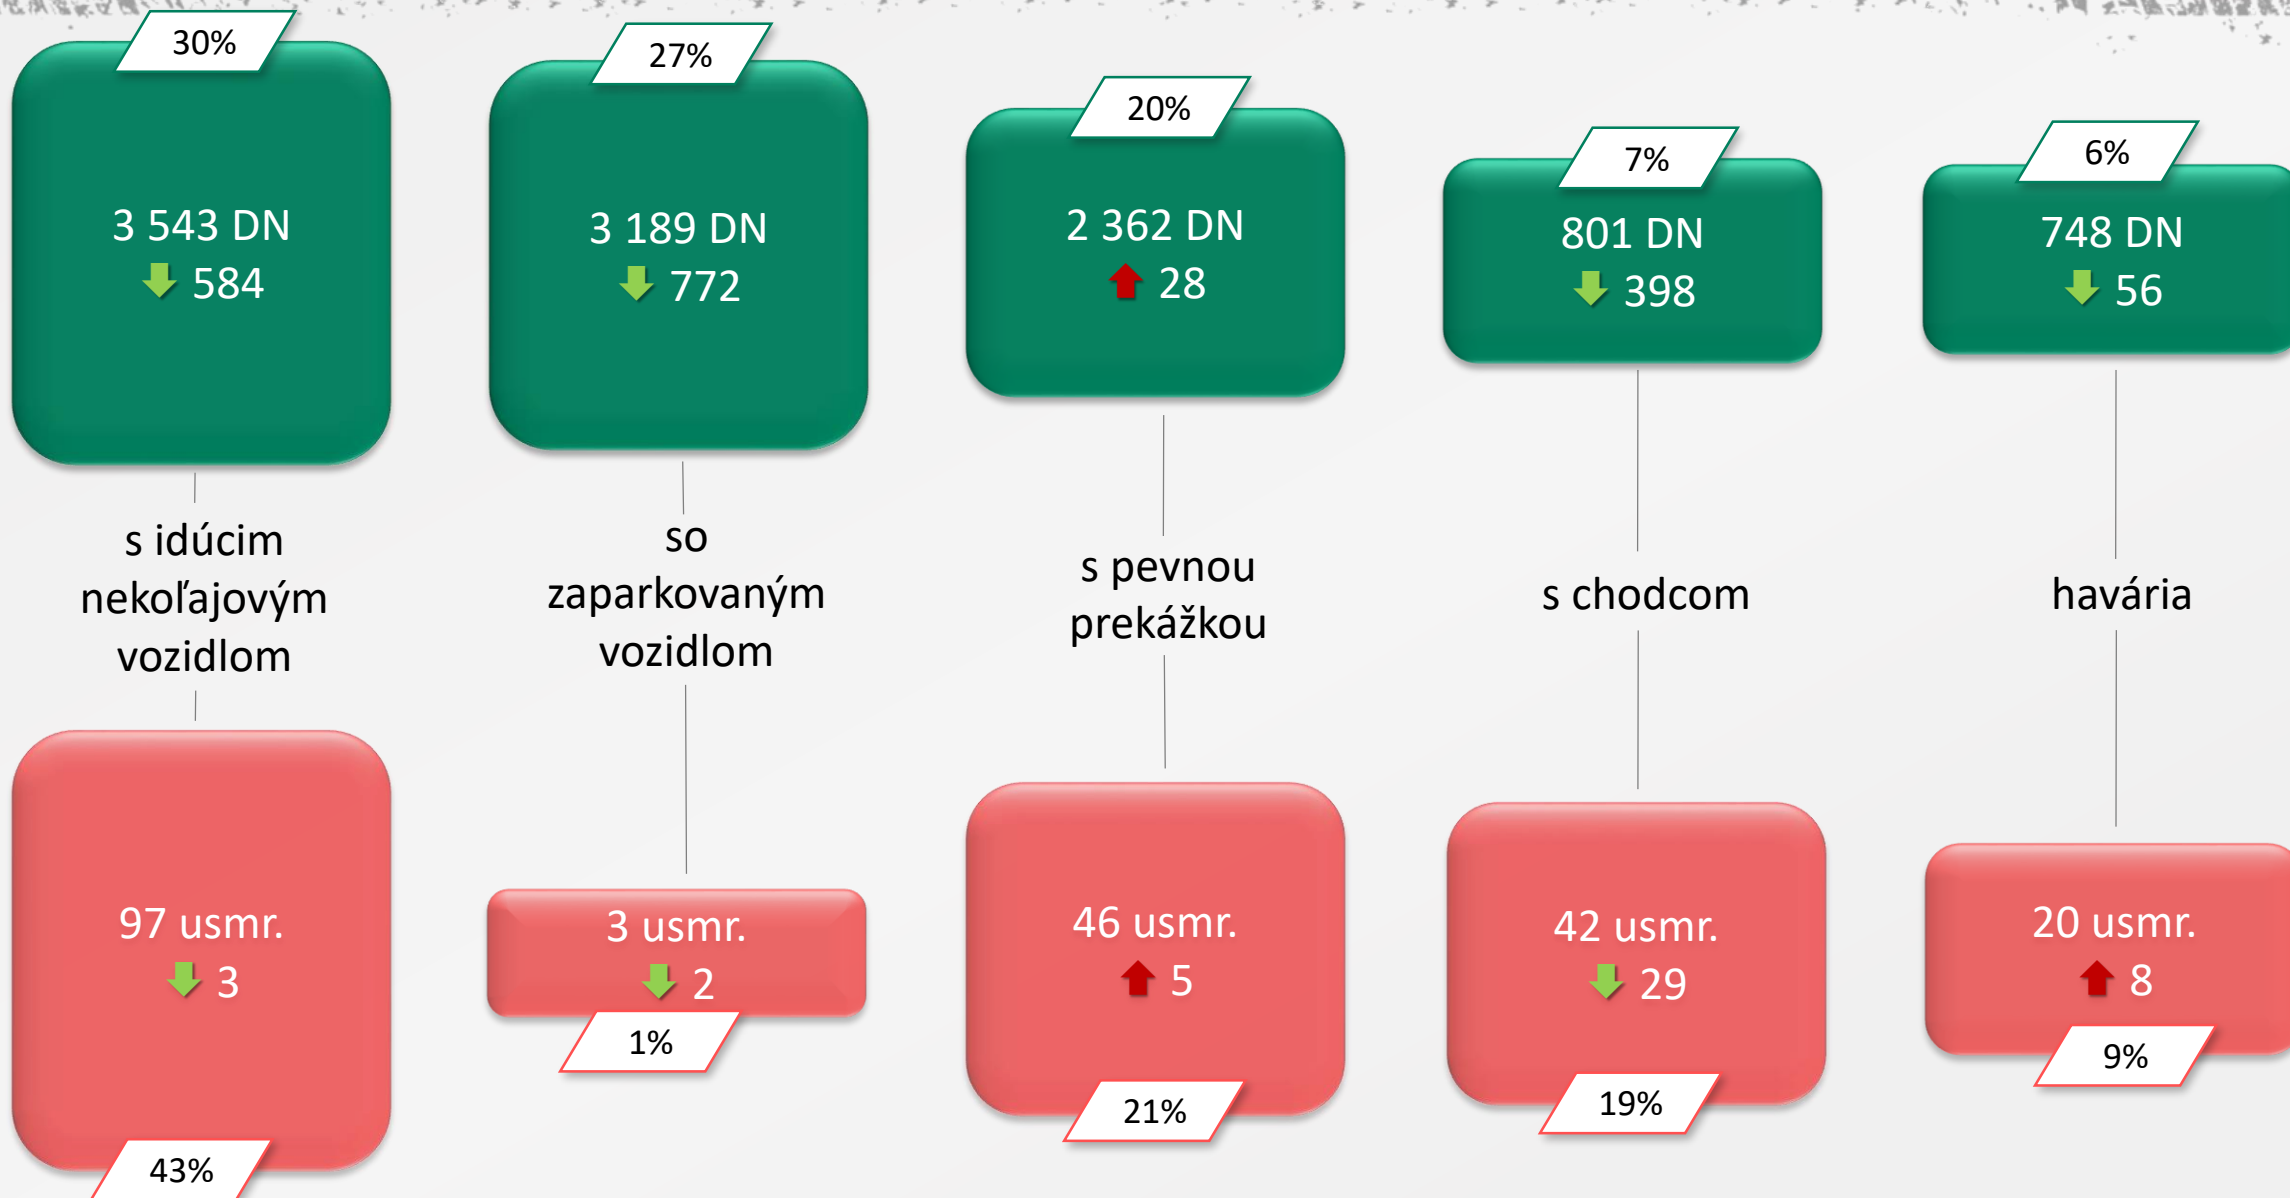 30%
3 543 DN
584
s idúcim
nekoľajovým
vozidlom
97 usmr.
3
43%
27%
3 189 DN
772
so
zaparkovaným
vozidlom
3 usmr.
2
1%
20%
2 362 DN
28
s pevnou
prekážkou
46 usmr.
5
21%
7%
801 DN
398
s chodcom
42 usmr.
29
19%
6%
748 DN
56
havária
20 usmr.
8
9%